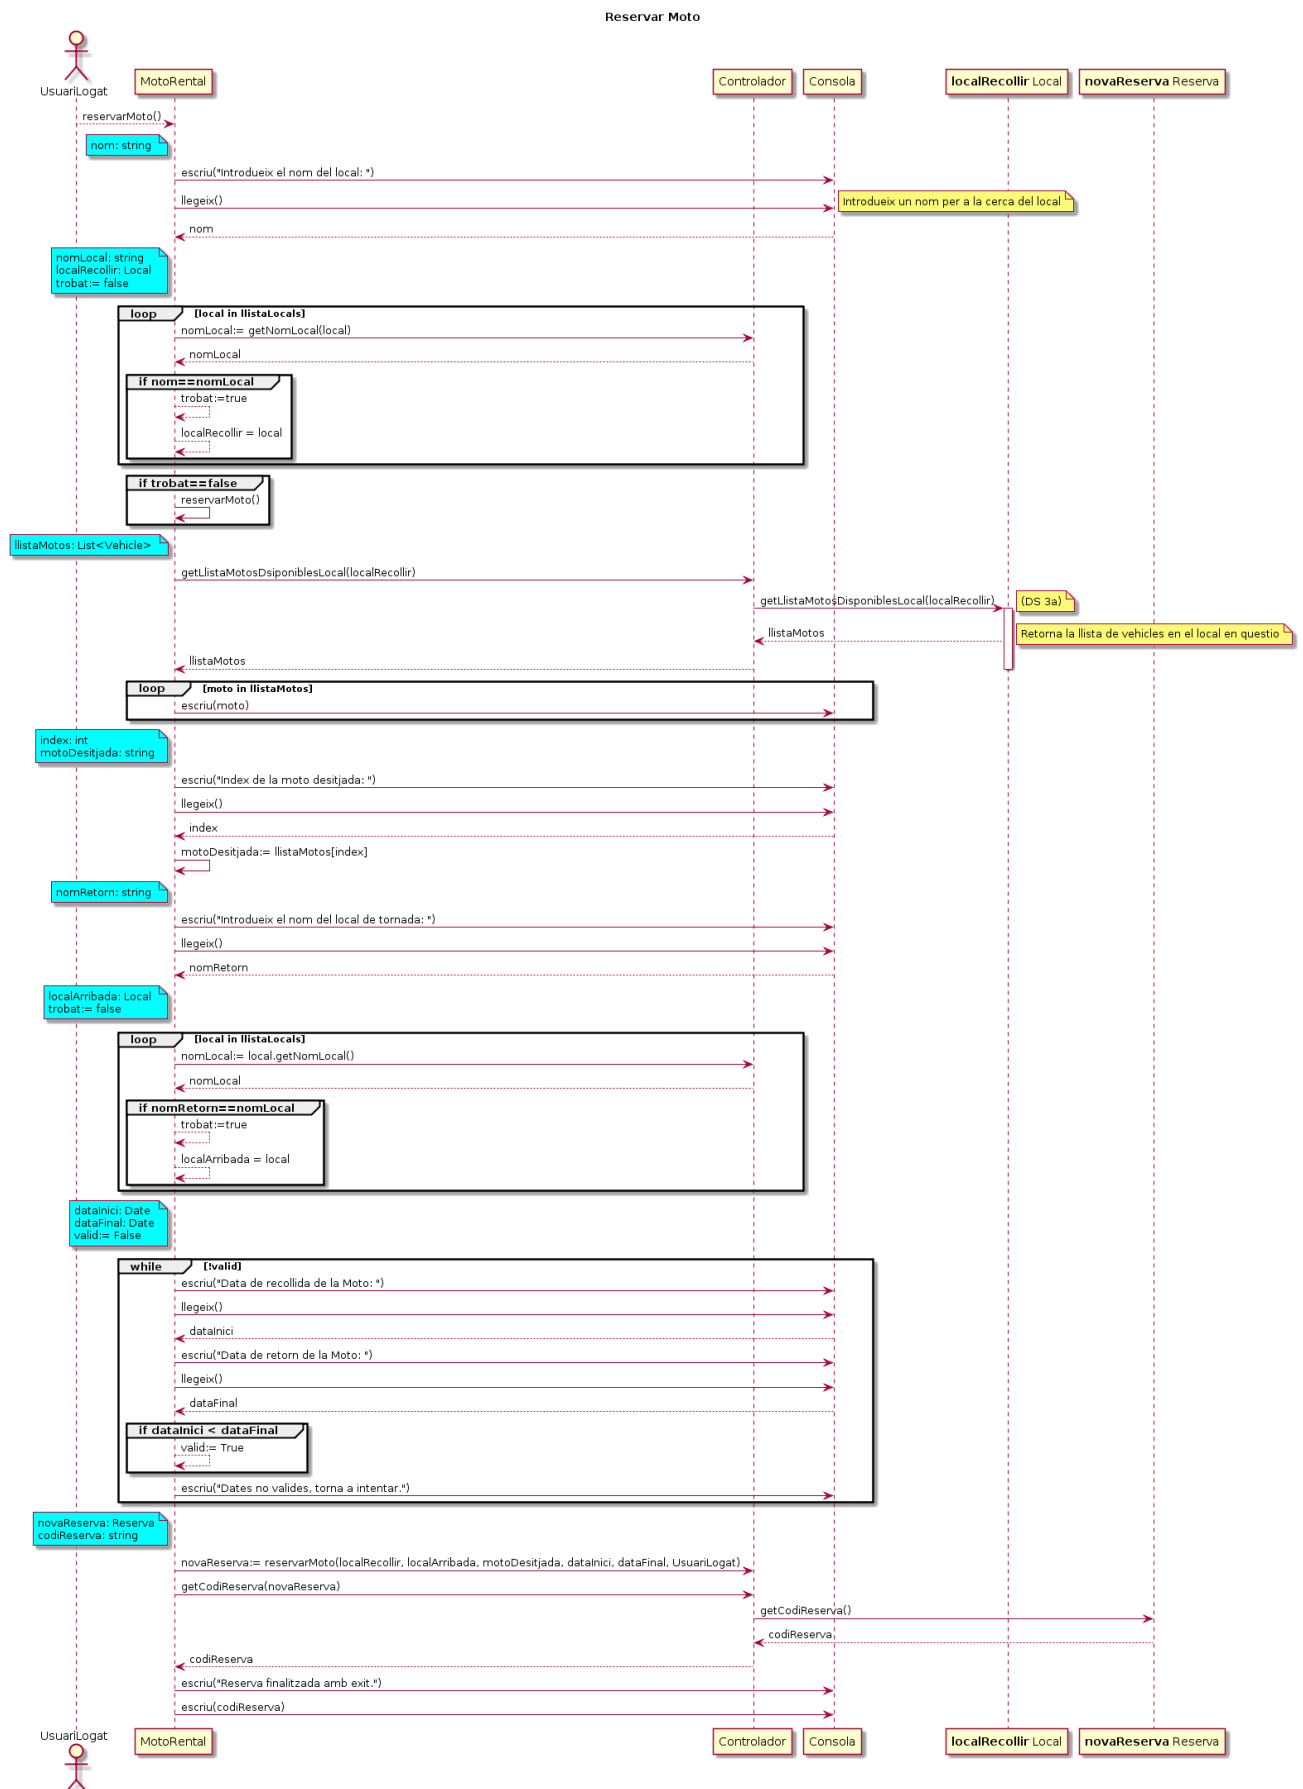 Reservar Moto
UsuariLogat
MotoRental
Controlador
Consola
localRecollir Local
novaReserva Reserva
reservarMoto()
nom: string
escriu("Introdueix el nom del local: ")
llegeix()
Introdueix un nom per a la cerca del local
nom
nomLocal: string
localRecollir: Local
trobat:= false
loop [local in llistaLocals]
nomLocal:= getNomLocal(local)
nomLocal
if nom==nomLocal
trobat:=true
localRecollir = local
if trobat==false
reservarMoto()
llistaMotos: List<Vehicle>
getLlistaMotosDsiponiblesLocal(localRecollir)
getLlistaMotosDisponiblesLocal(localRecollir)
(DS 3a)
llistaMotos
Retorna la llista de vehicles en el local en questio
llistaMotos
loop [moto in llistaMotos]
escriu(moto)
index: int
motoDesitjada: string
escriu("Index de la moto desitjada: ")
llegeix()
index
motoDesitjada:= llistaMotos[index]
nomRetorn: string
escriu("Introdueix el nom del local de tornada: ")
llegeix()
nomRetorn
localArribada: Local
trobat:= false
loop [local in llistaLocals]
nomLocal:= local.getNomLocal()
nomLocal
if nomRetorn==nomLocal
trobat:=true
localArribada = local
dataInici: Date
dataFinal: Date
valid:= False
while [!valid]
escriu("Data de recollida de la Moto: ")
llegeix()
dataInici
escriu("Data de retorn de la Moto: ")
llegeix()
dataFinal
if dataInici < dataFinal
valid:= True
escriu("Dates no valides, torna a intentar.")
novaReserva: Reserva
codiReserva: string
novaReserva:= reservarMoto(localRecollir, localArribada, motoDesitjada, dataInici, dataFinal, UsuariLogat)
getCodiReserva(novaReserva)
getCodiReserva()
codiReserva
codiReserva
escriu("Reserva finalitzada amb exit.")
escriu(codiReserva)
UsuariLogat
MotoRental
Controlador
Consola
localRecollir Local
novaReserva Reserva